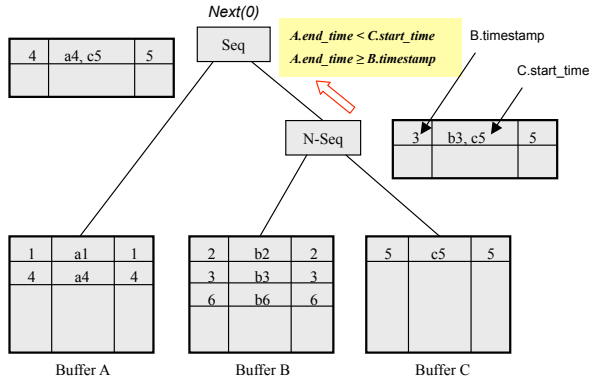 Next(0)
Seq
A.end_time < C.start_time
A.end_time ≥ B.timestamp
B.timestamp
C.start_time
4 a4, c5 5
N-Seq
3 b3, c5 5
1 a1 1
4 a4 4
2 b2 2
3 b3 3
6 b6 6
5 c5 5
Buffer A
Buffer B
Buffer C